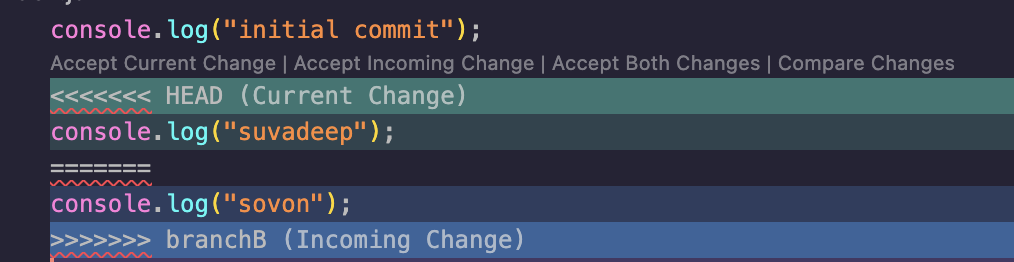 console.log("initial commit");
Accept Current Change | Accept Incoming Change | Accept Both Changes | Compare Changes
<<<<<<< HEAD (Current Change)
console.log("suvadeep");
=======
console.log("sovon");
>>>>>>> branchB (Incoming Change)